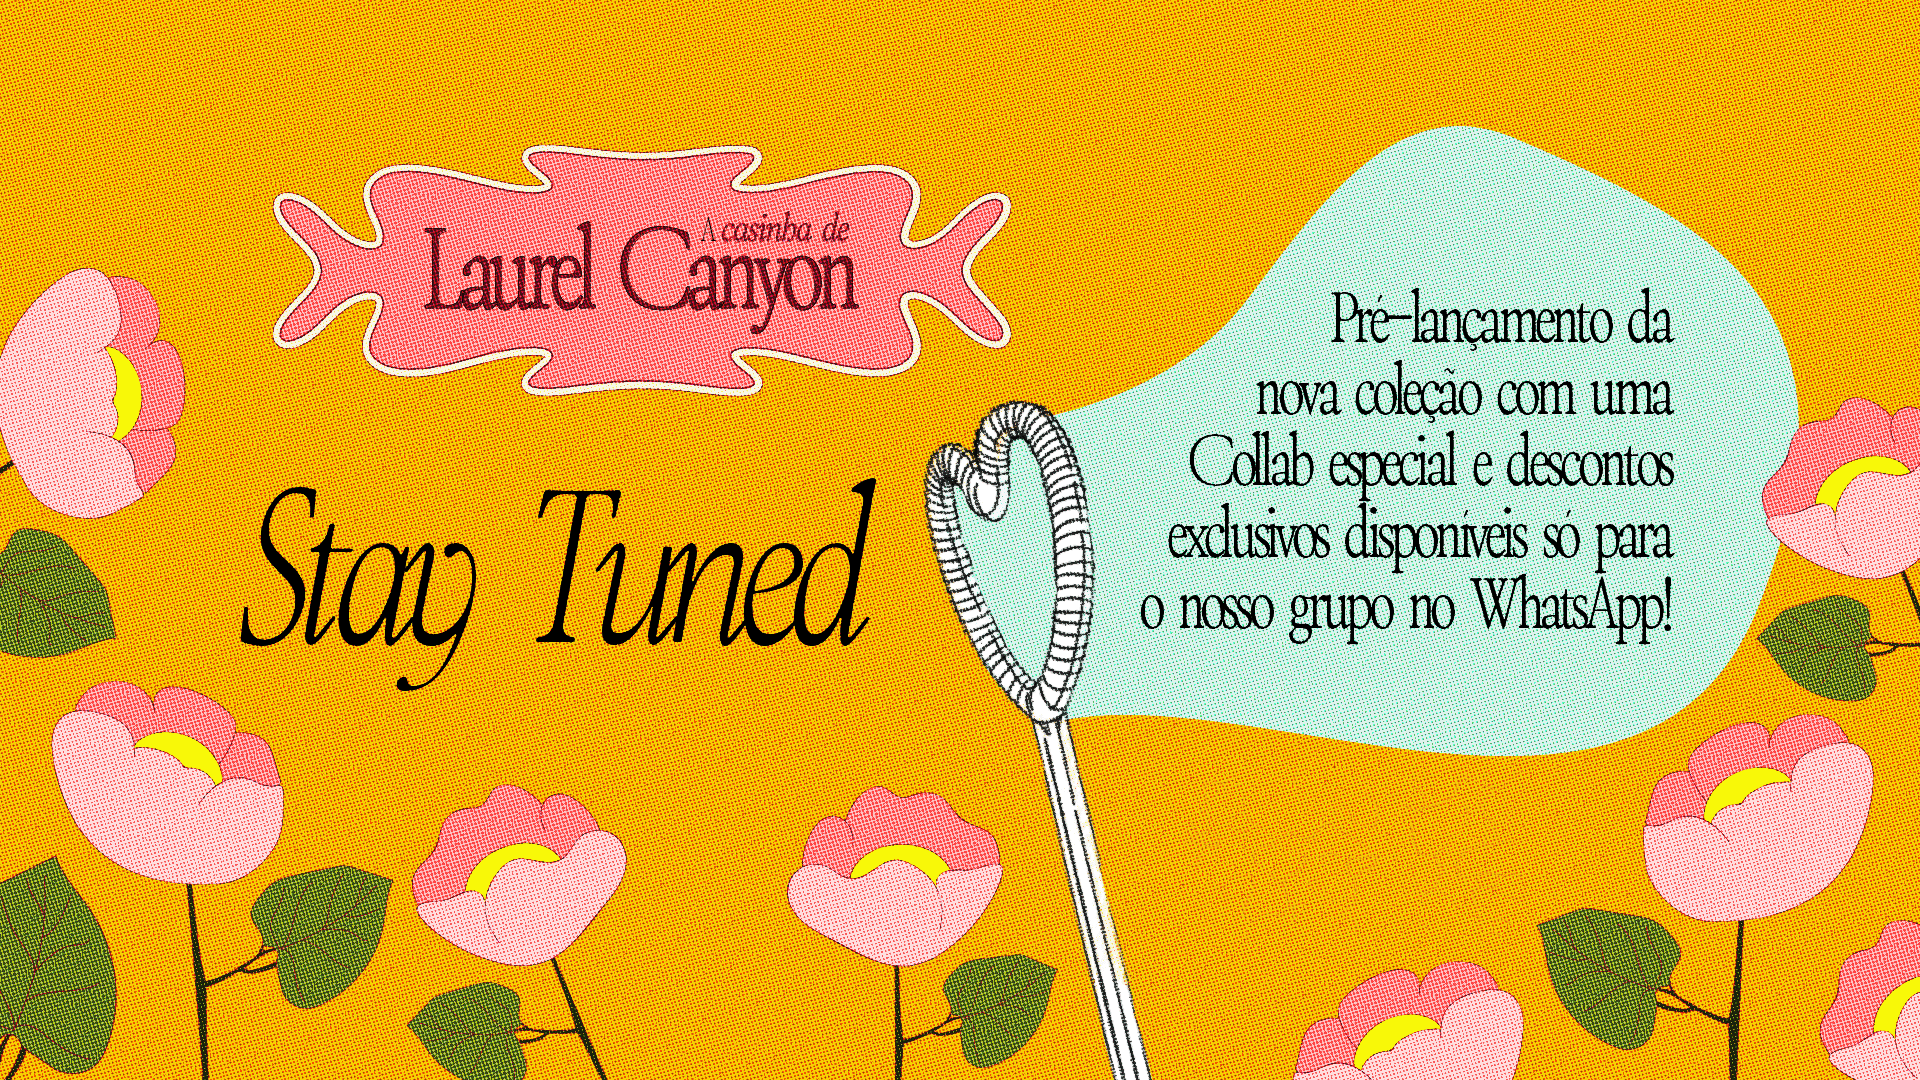 A casinha de
Laurel Canyon
Stay Tuned
Pré-lançamento da
nova coleção com uma
Collab especial e descontos
exclusivos disponíveis só para
o nosso grupo no WhatsApp!